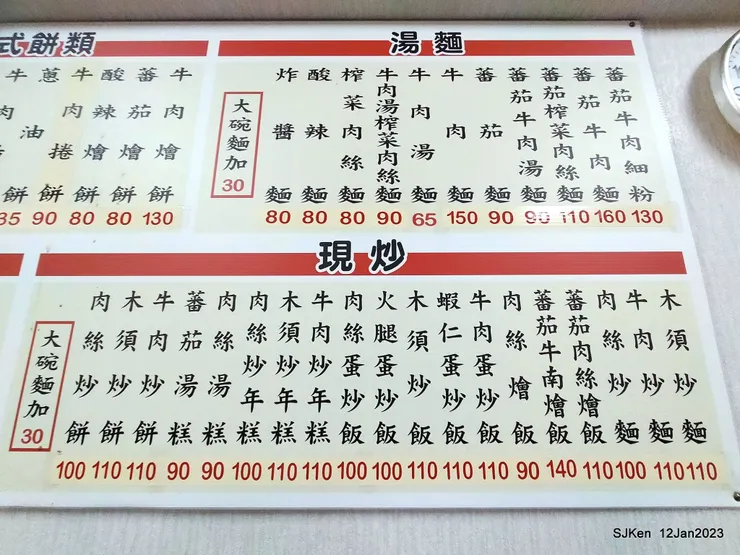 式餅類
牛肉
蔥油餅 35
牛肉捲餅 90
酸辣燴餅 80
蕃茄燴餅 80
牛肉燴餅 130
湯麵
大碗麵加 30
炸醬麵 80
酸辣麵 80
榨菜肉絲麵 80
牛肉湯榨菜肉絲麵 90
牛肉湯麵 65
牛肉麵 150
蕃茄麵 90
蕃茄牛肉湯麵 90
蕃茄榨菜肉絲麵 110
蕃茄牛肉麵 160
蕃茄牛肉細粉 130
現炒
大碗麵加 30
肉絲炒餅 100
木須炒餅 110
牛肉炒餅 110
蕃茄湯糕 90
肉絲湯糕 90
肉絲炒年糕 100
木須炒年糕 110
牛肉炒年糕 110
肉絲蛋炒飯 100
火腿蛋炒飯 100
木須炒飯 110
蝦仁蛋炒飯 110
牛肉蛋炒飯 110
肉絲燴飯 90
蕃茄牛南燴飯 140
蕃茄肉絲燴飯 110
肉絲炒麵 100
牛肉炒麵 110
木須炒麵 110
SJKen 12Jan2023